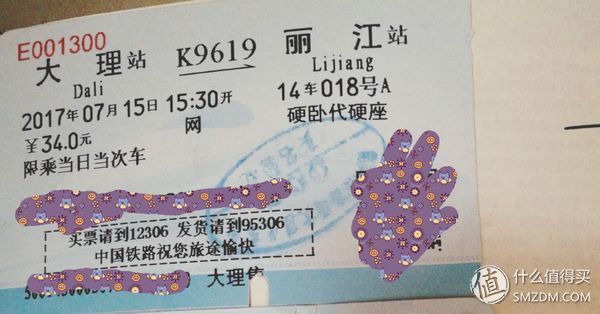 E001300
大理站 K9619 丽江站
Dali Lijiang
2017年07月15日 15:30开 14车018号A
¥34.0元 网 硬卧代硬座
限乘当日当次车
买票请到12306 发货请到95306
中国铁路祝您旅途愉快
大理售
值 什么值得买
SMZDM.COM